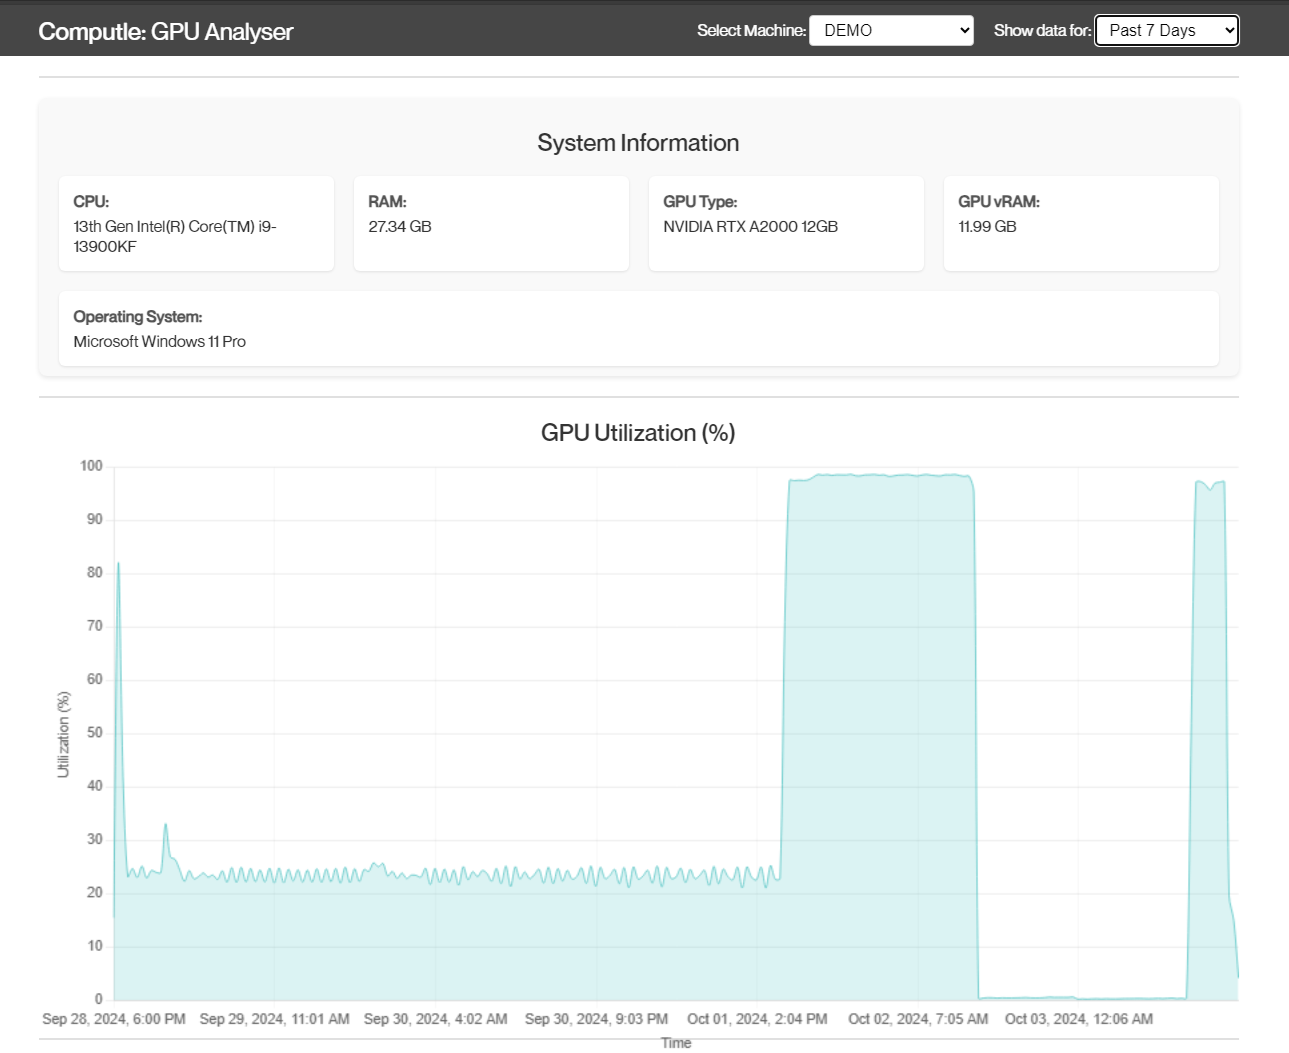 Computle: GPU Analyser
Select Machine: DEMO
Show data for: Past 7 Days
System Information
CPU:
13th Gen Intel(R) Core(TM) i9-
13900KF
RAM:
27.34 GB
GPU Type:
NVIDIA RTX A2000 12GB
GPU vRAM:
11.99 GB
Operating System:
Microsoft Windows 11 Pro
GPU Utilization (%)
100
90
80
70
60
50
40
30
20
10
0
Utilization (%)
Sep 28, 2024, 6:00 PM
Sep 29, 2024, 11:01 AM
Sep 30, 2024, 4:02 AM
Sep 30, 2024, 9:03 PM
Oct 01, 2024, 2:04 PM
Oct 02, 2024, 7:05 AM
Oct 03, 2024, 12:06 AM
Time